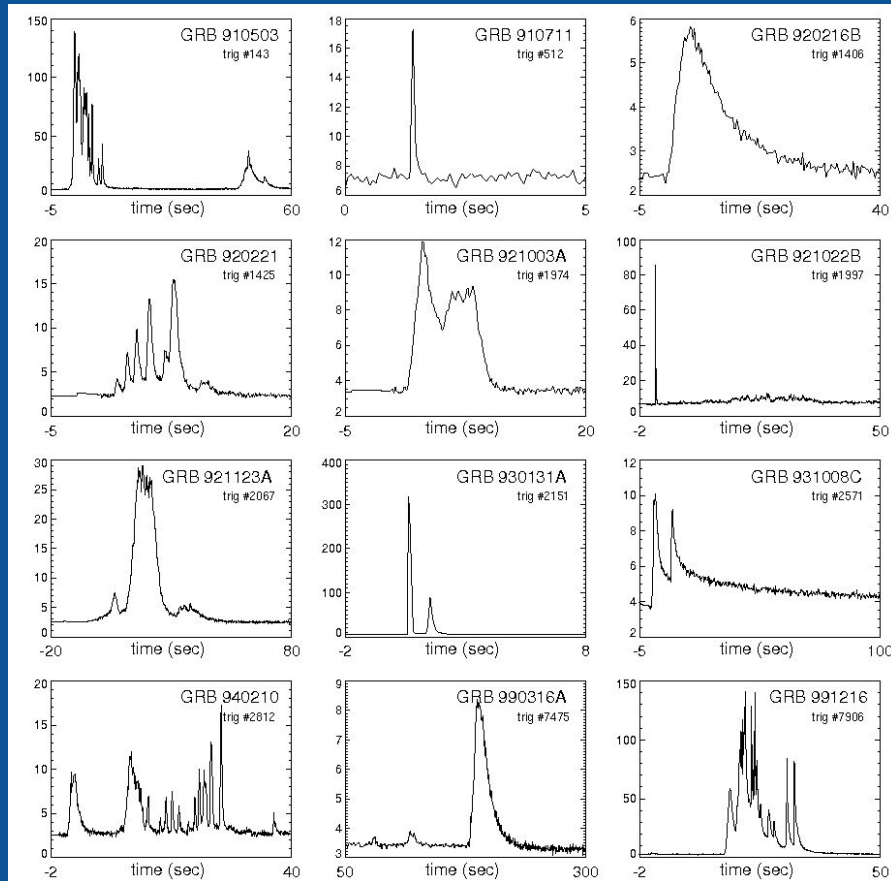 GRB 910503
trig #143
150
100
50
0
-5 time (sec) 60
GRB 910711
trig #512
18
16
14
12
10
8
6
0 time (sec) 5
GRB 920216B
trig #1406
6
5
4
3
2
-5 time (sec) 40
GRB 920221
trig #1425
20
15
10
5
0
-5 time (sec) 20
GRB 921003A
trig #1974
12
10
8
6
4
2
-5 time (sec) 20
GRB 921022B
trig #1997
100
80
60
40
20
0
-2 time (sec) 50
GRB 921123A
trig #2067
30
25
20
15
10
5
0
-20 time (sec) 80
GRB 930131A
trig #2151
400
300
200
100
0
-2 time (sec) 8
GRB 931008C
trig #2571
12
10
8
6
4
2
-5 time (sec) 100
GRB 940210
trig #2812
20
15
10
5
0
-2 time (sec) 40
GRB 990316A
trig #7475
9
8
7
6
5
4
3
50 time (sec) 300
GRB 991216
trig #7906
150
100
50
0
-2 time (sec) 50